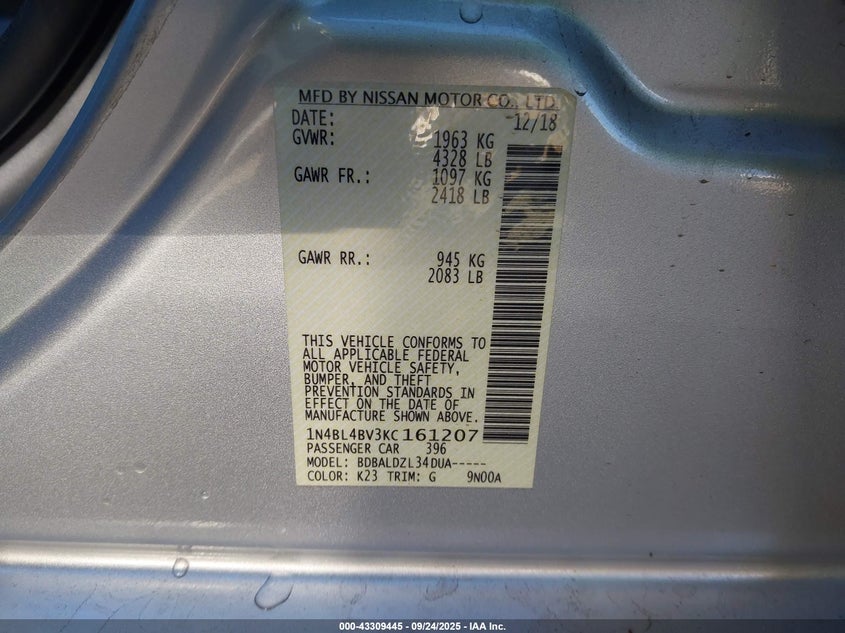 MFD BY NISSAN MOTOR CO., LTD.
DATE: 12/18
GVWR: 1963 KG
4328 LB
GAWR FR.: 1097 KG
2418 LB
GAWR RR.: 945 KG
2083 LB
THIS VEHICLE CONFORMS TO
ALL APPLICABLE FEDERAL
MOTOR VEHICLE SAFETY,
BUMPER, AND THEFT
PREVENTION STANDARDS IN
EFFECT ON THE DATE OF
MANUFACTURE SHOWN ABOVE.
1N4BL4BV3KC161207
PASSENGER CAR 396
MODEL: BDBALDZL34DUA-----
COLOR: K23 TRIM: G 9N00A
000-43309445 - 09/24/2025 - IAA Inc.